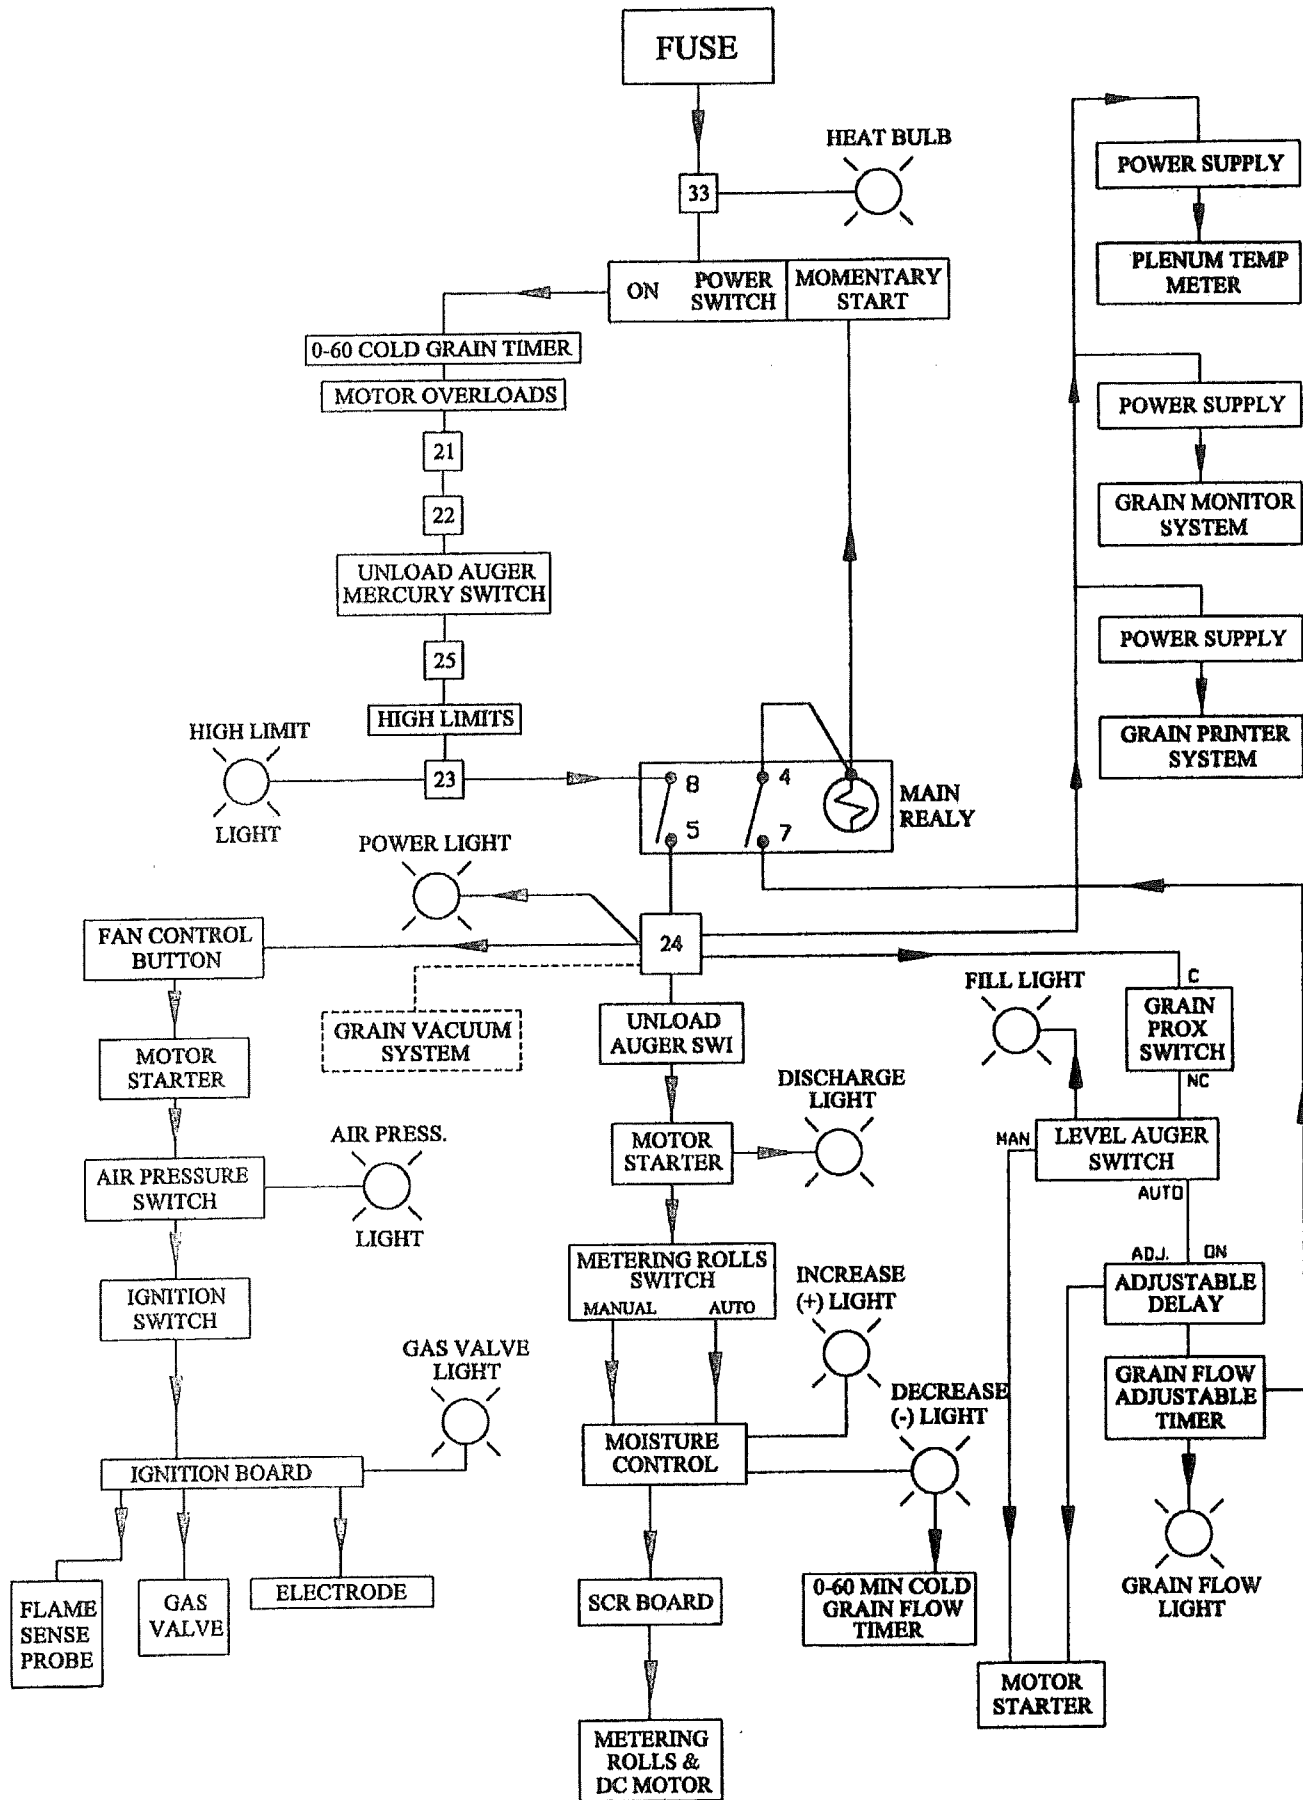 FUSE
HEAT BULB
33
ON
POWER
SWITCH
MOMENTARY
START
POWER SUPPLY
PLENUM TEMP
METER
0-60 COLD GRAIN TIMER
MOTOR OVERLOADS
21
22
UNLOAD AUGER
MERCURY SWITCH
25
HIGH LIMITS
23
HIGH LIMIT
LIGHT
POWER SUPPLY
GRAIN MONITOR
SYSTEM
POWER SUPPLY
GRAIN PRINTER
SYSTEM
8
5
4
7
MAIN
REALY
POWER LIGHT
24
FAN CONTROL
BUTTON
GRAIN VACUUM
SYSTEM
MOTOR
STARTER
AIR PRESSURE
SWITCH
AIR PRESS.
LIGHT
IGNITION
SWITCH
GAS VALVE
LIGHT
IGNITION BOARD
FLAME
SENSE
PROBE
GAS
VALVE
ELECTRODE
UNLOAD
AUGER SWI
MOTOR
STARTER
DISCHARGE
LIGHT
METERING ROLLS
SWITCH
MANUAL AUTO
INCREASE
(+) LIGHT
DECREASE
(-) LIGHT
MOISTURE
CONTROL
SCR BOARD
METERING
ROLLS &
DC MOTOR
0-60 MIN COLD
GRAIN FLOW
TIMER
FILL LIGHT
C
GRAIN
PROX
SWITCH
NC
MAN
LEVEL AUGER
SWITCH
AUTO
ADJ. ON
ADJUSTABLE
DELAY
GRAIN FLOW
ADJUSTABLE
TIMER
GRAIN FLOW
LIGHT
MOTOR
STARTER